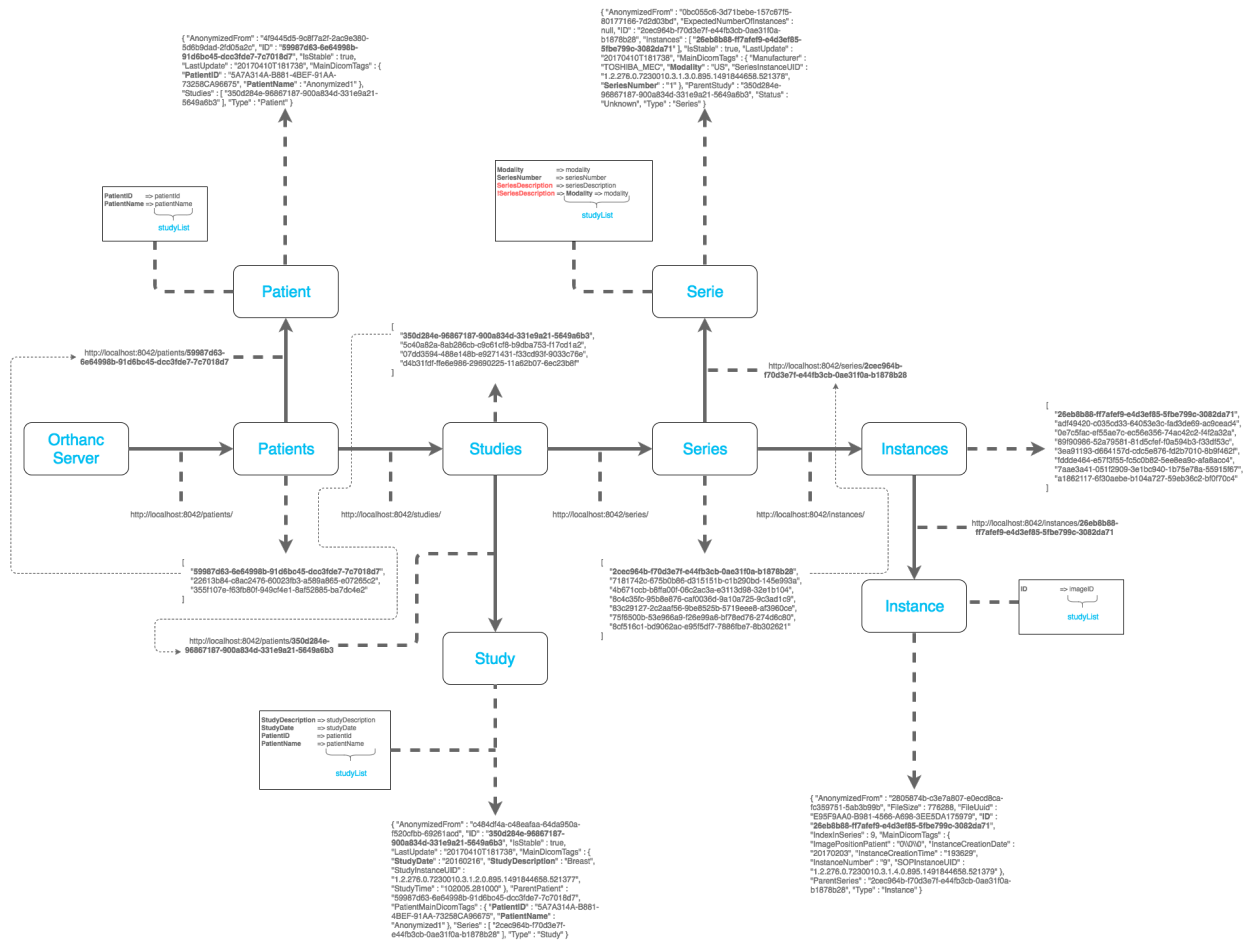 { "AnonymizedFrom" : "4f9445d5-9c8f7a2f-2ac9e380-
5d6b9dad-2fd05a2c", "ID" : "59987d63-6e64998b-
91d6bc45-dcc3fde7-7c7018d7", "IsStable" : true,
"LastUpdate" : "20170410T181738", "MainDicomTags" : {
"PatientID" : "5A7A314A-B881-4BEF-91AA-
73258CA96675", "PatientName" : "Anonymized1" },
"Studies" : [ "350d284e-96867187-900a834d-331e9a21-
5649a6b3" ], "Type" : "Patient" }
{ "AnonymizedFrom" : "0bc055c6-3d71bebe-157c67f5-
80177166-7d2d03bd", "ExpectedNumberOfInstances" :
null, "ID" : "2cec964b-f70d3e7f-e44fb3cb-0ae31f0a-
b1878b28", "Instances" : [ "26eb8b88-ff7afef9-e4d3ef85-
5fbe799c-3082da71" ], "IsStable" : true, "LastUpdate" :
"20170410T181738", "MainDicomTags" : { "Manufacturer" :
"TOSHIBA_MEC", "Modality" : "US", "SeriesInstanceUID" :
"1.2.276.0.7230010.3.1.3.0.895.1491844658.521378",
"SeriesNumber" : "1" }, "ParentStudy" : "350d284e-
96867187-900a834d-331e9a21-5649a6b3", "Status" :
"Unknown", "Type" : "Series" }
PatientID => patientId
PatientName => patientName
studyList
Modality => modality
SeriesNumber => seriesNumber
SeriesDescription => seriesDescription
!SeriesDescription => Modality => modality
studyList
Patient
Serie
http://localhost:8042/patients/59987d63-
6e64998b-91d6bc45-dcc3fde7-7c7018d7
[
"350d284e-96867187-900a834d-331e9a21-5649a6b3",
"5c40a82a-8ab286cb-c9c61cf8-b9dba753-f17cd1a2",
"07dd3594-488e148b-e9271431-f33cd93f-9033c76e",
"d4b31fdf-ffe6e986-29690225-11a62b07-6ec23b8f"
]
http://localhost:8042/series/2cec964b-
f70d3e7f-e44fb3cb-0ae31f0a-b1878b28
Orthanc
Server
Patients
Studies
Series
Instances
[
"26eb8b88-ff7afef9-e4d3ef85-5fbe799c-3082da71",
"adf49420-c035cd33-64053e3c-fad3de69-ac9cead4",
"0e7c5fac-ef55ae7c-ec56e356-74ac42c2-f4f2a32a",
"89f90986-52a79581-81d5cfef-f0a594b3-f33df53c",
"3ea91193-d664157d-cdc5e876-fd2b7010-8b9f462f",
"fddde464-e57f3f55-fc5c0b82-5ee8ea9c-afa8acc4",
"7aae3a41-051f2909-3e1bc940-1b75e78a-55915f67",
"a1862117-6f30aebe-b104a727-59eb36c2-bf0f70c4"
]
http://localhost:8042/patients/
http://localhost:8042/studies/
http://localhost:8042/series/
http://localhost:8042/instances/
http://localhost:8042/instances/26eb8b88-
ff7afef9-e4d3ef85-5fbe799c-3082da71
[
"59987d63-6e64998b-91d6bc45-dcc3fde7-7c7018d7",
"22613b84-c8ac2476-60023fb3-a589a865-e07265c2",
"355f107e-f63fb80f-949cf4e1-8af52885-ba7dc4e2"
]
[
"2cec964b-f70d3e7f-e44fb3cb-0ae31f0a-b1878b28",
"7181742c-675b0b86-d315151b-c1b290bd-145e993a",
"4b671ccb-b8ffa00f-06c2ac3a-e3113d98-32e1b104",
"8c4c35fc-95b8e876-caf0036d-9a10a725-9c3ad1c9",
"83c29127-2c2aaf56-9be8525b-5719eee8-af3960ce",
"75f6500b-53e966a9-f26e99a6-bf78ed76-274d6c80",
"8cf516c1-bd9062ac-e95f5df7-7886fbe7-8b302621"
]
Instance
ID => imageID
studyList
http://localhost:8042/patients/350d284e-
96867187-900a834d-331e9a21-5649a6b3
Study
StudyDescription => studyDescription
StudyDate => studyDate
PatientID => patientId
PatientName => patientName
studyList
{ "AnonymizedFrom" : "c484df4a-c48eafaa-64da950a-
f520cfbb-69261acd", "ID" : "350d284e-96867187-
900a834d-331e9a21-5649a6b3", "IsStable" : true,
"LastUpdate" : "20170410T181738", "MainDicomTags" : {
"StudyDate" : "20160216", "StudyDescription" : "Breast",
"StudyInstanceUID" :
"1.2.276.0.7230010.3.1.2.0.895.1491844658.521377",
"StudyTime" : "102005.281000" }, "ParentPatient" :
"59987d63-6e64998b-91d6bc45-dcc3fde7-7c7018d7",
"PatientMainDicomTags" : { "PatientID" : "5A7A314A-B881-
4BEF-91AA-73258CA96675", "PatientName" :
"Anonymized1" }, "Series" : [ "2cec964b-f70d3e7f-
e44fb3cb-0ae31f0a-b1878b28" ], "Type" : "Study" }
{ "AnonymizedFrom" : "2805874b-c3e7a807-e0ecd8ca-
fc359751-5ab3b99b", "FileSize" : 776288, "FileUuid" :
"E95F9AA0-B981-4566-A698-3EE5DA175979", "ID" :
"26eb8b88-ff7afef9-e4d3ef85-5fbe799c-3082da71",
"IndexInSeries" : 9, "MainDicomTags" : {
"ImagePositionPatient" : "0\\0\\0", "InstanceCreationDate" :
"20170203", "InstanceCreationTime" : "193629",
"InstanceNumber" : "9", "SOPInstanceUID" :
"1.2.276.0.7230010.3.1.4.0.895.1491844658.521379" },
"ParentSeries" : "2cec964b-f70d3e7f-e44fb3cb-0ae31f0a-
b1878b28", "Type" : "Instance" }